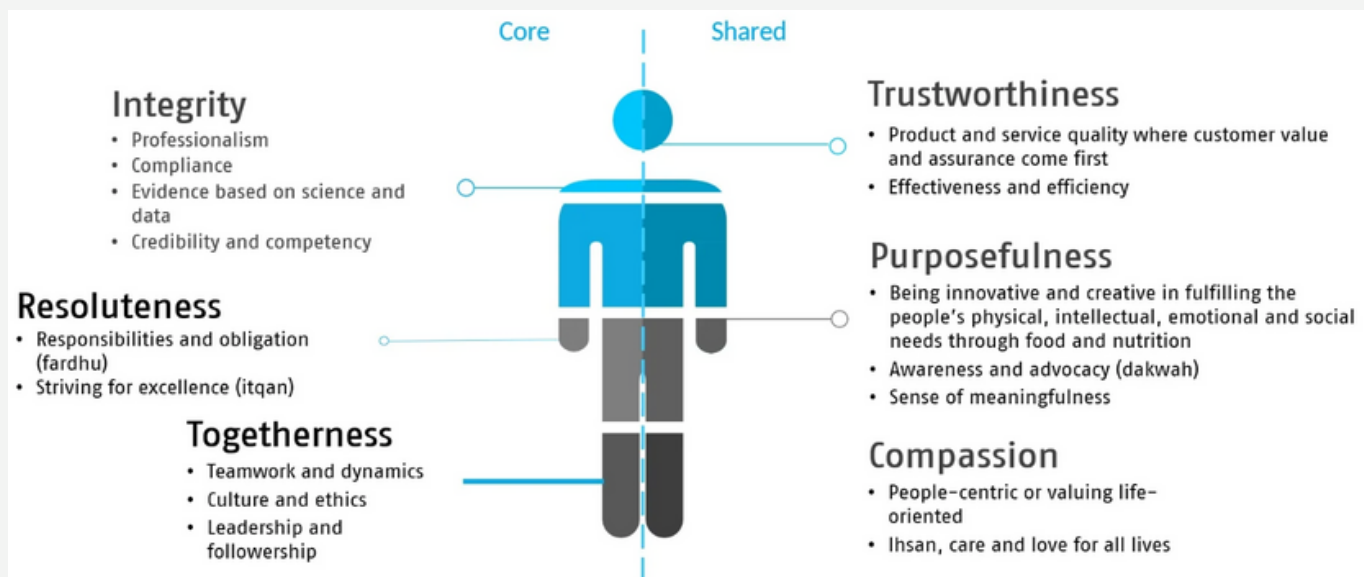 Core
Shared
Integrity
• Professionalism
• Compliance
• Evidence based on science and
data
• Credibility and competency
Resoluteness
• Responsibilities and obligation
(fardhu)
• Striving for excellence (itqan)
Togetherness
• Teamwork and dynamics
• Culture and ethics
• Leadership and
followership
Trustworthiness
• Product and service quality where customer value
and assurance come first
• Effectiveness and efficiency
Purposefulness
• Being innovative and creative in fulfilling the
people's physical, intellectual, emotional and social
needs through food and nutrition
• Awareness and advocacy (dakwah)
• Sense of meaningfulness
Compassion
• People-centric or valuing life-
oriented
• Ihsan, care and love for all lives